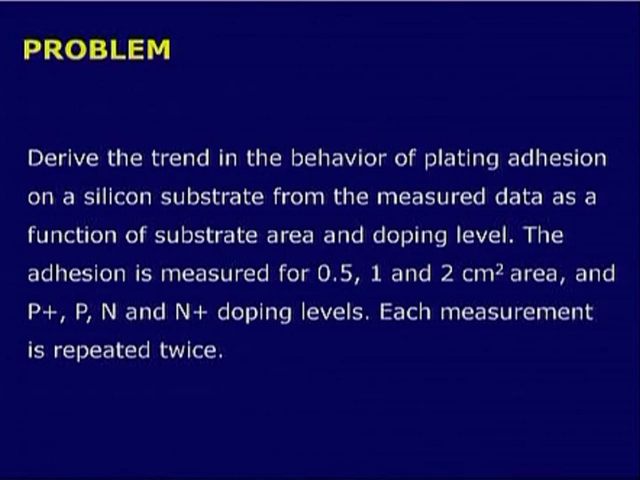 PROBLEM
Derive the trend in the behavior of plating adhesion
on a silicon substrate from the measured data as a
function of substrate area and doping level. The
adhesion is measured for 0.5, 1 and 2 cm² area, and
P+, P, N and N+ doping levels. Each measurement
is repeated twice.